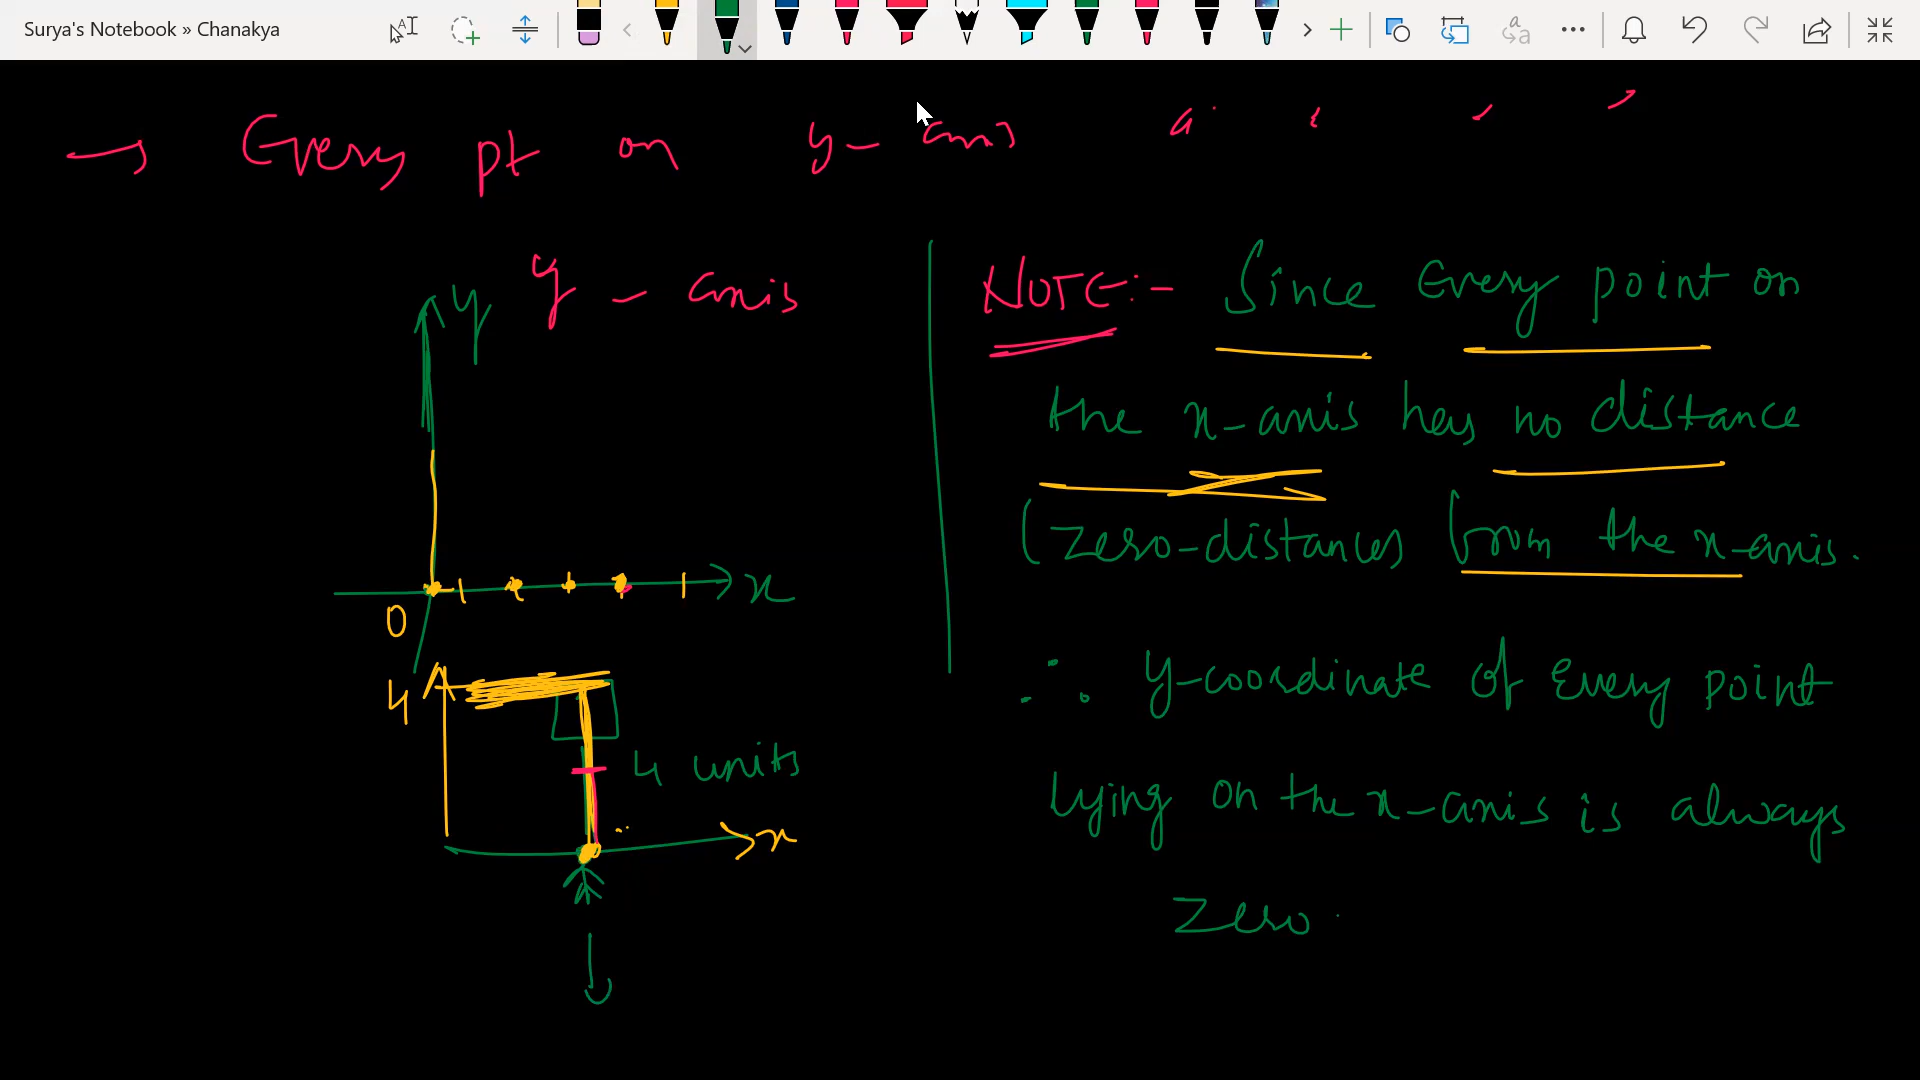 Surya's Notebook » Chanakya
→ Every pt on y-axis
y-axis
y
0
x
4
4 units
x
NOTE:- Since Every point on
the x-axis has no distance
(zero-distances) from the x-axis.
∴ y-coordinate of Every point
lying on the x-axis is always
zero.